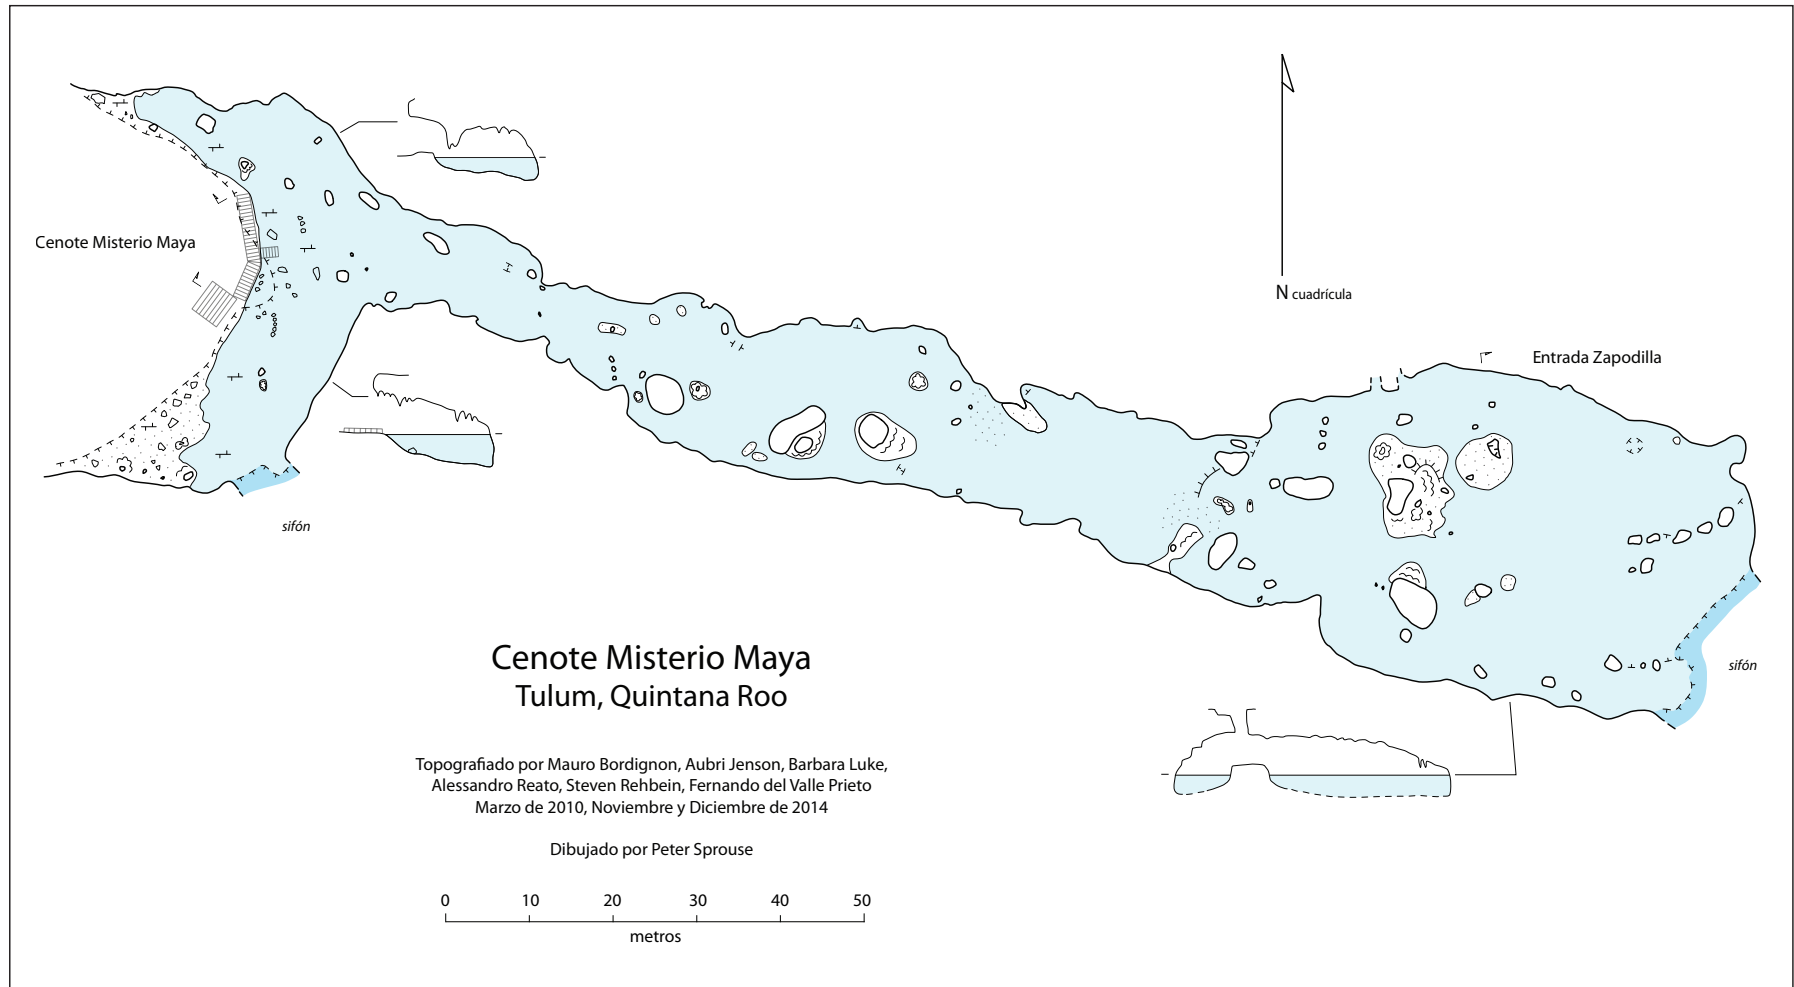 Cenote Misterio Maya
N cuadrícula
Entrada Zapodilla
sifón
sifón
Cenote Misterio Maya
Tulum, Quintana Roo
Topografiado por Mauro Bordignon, Aubri Jenson, Barbara Luke,
Alessandro Reato, Steven Rehbein, Fernando del Valle Prieto
Marzo de 2010, Noviembre y Diciembre de 2014
Dibujado por Peter Sprouse
0 10 20 30 40 50
metros